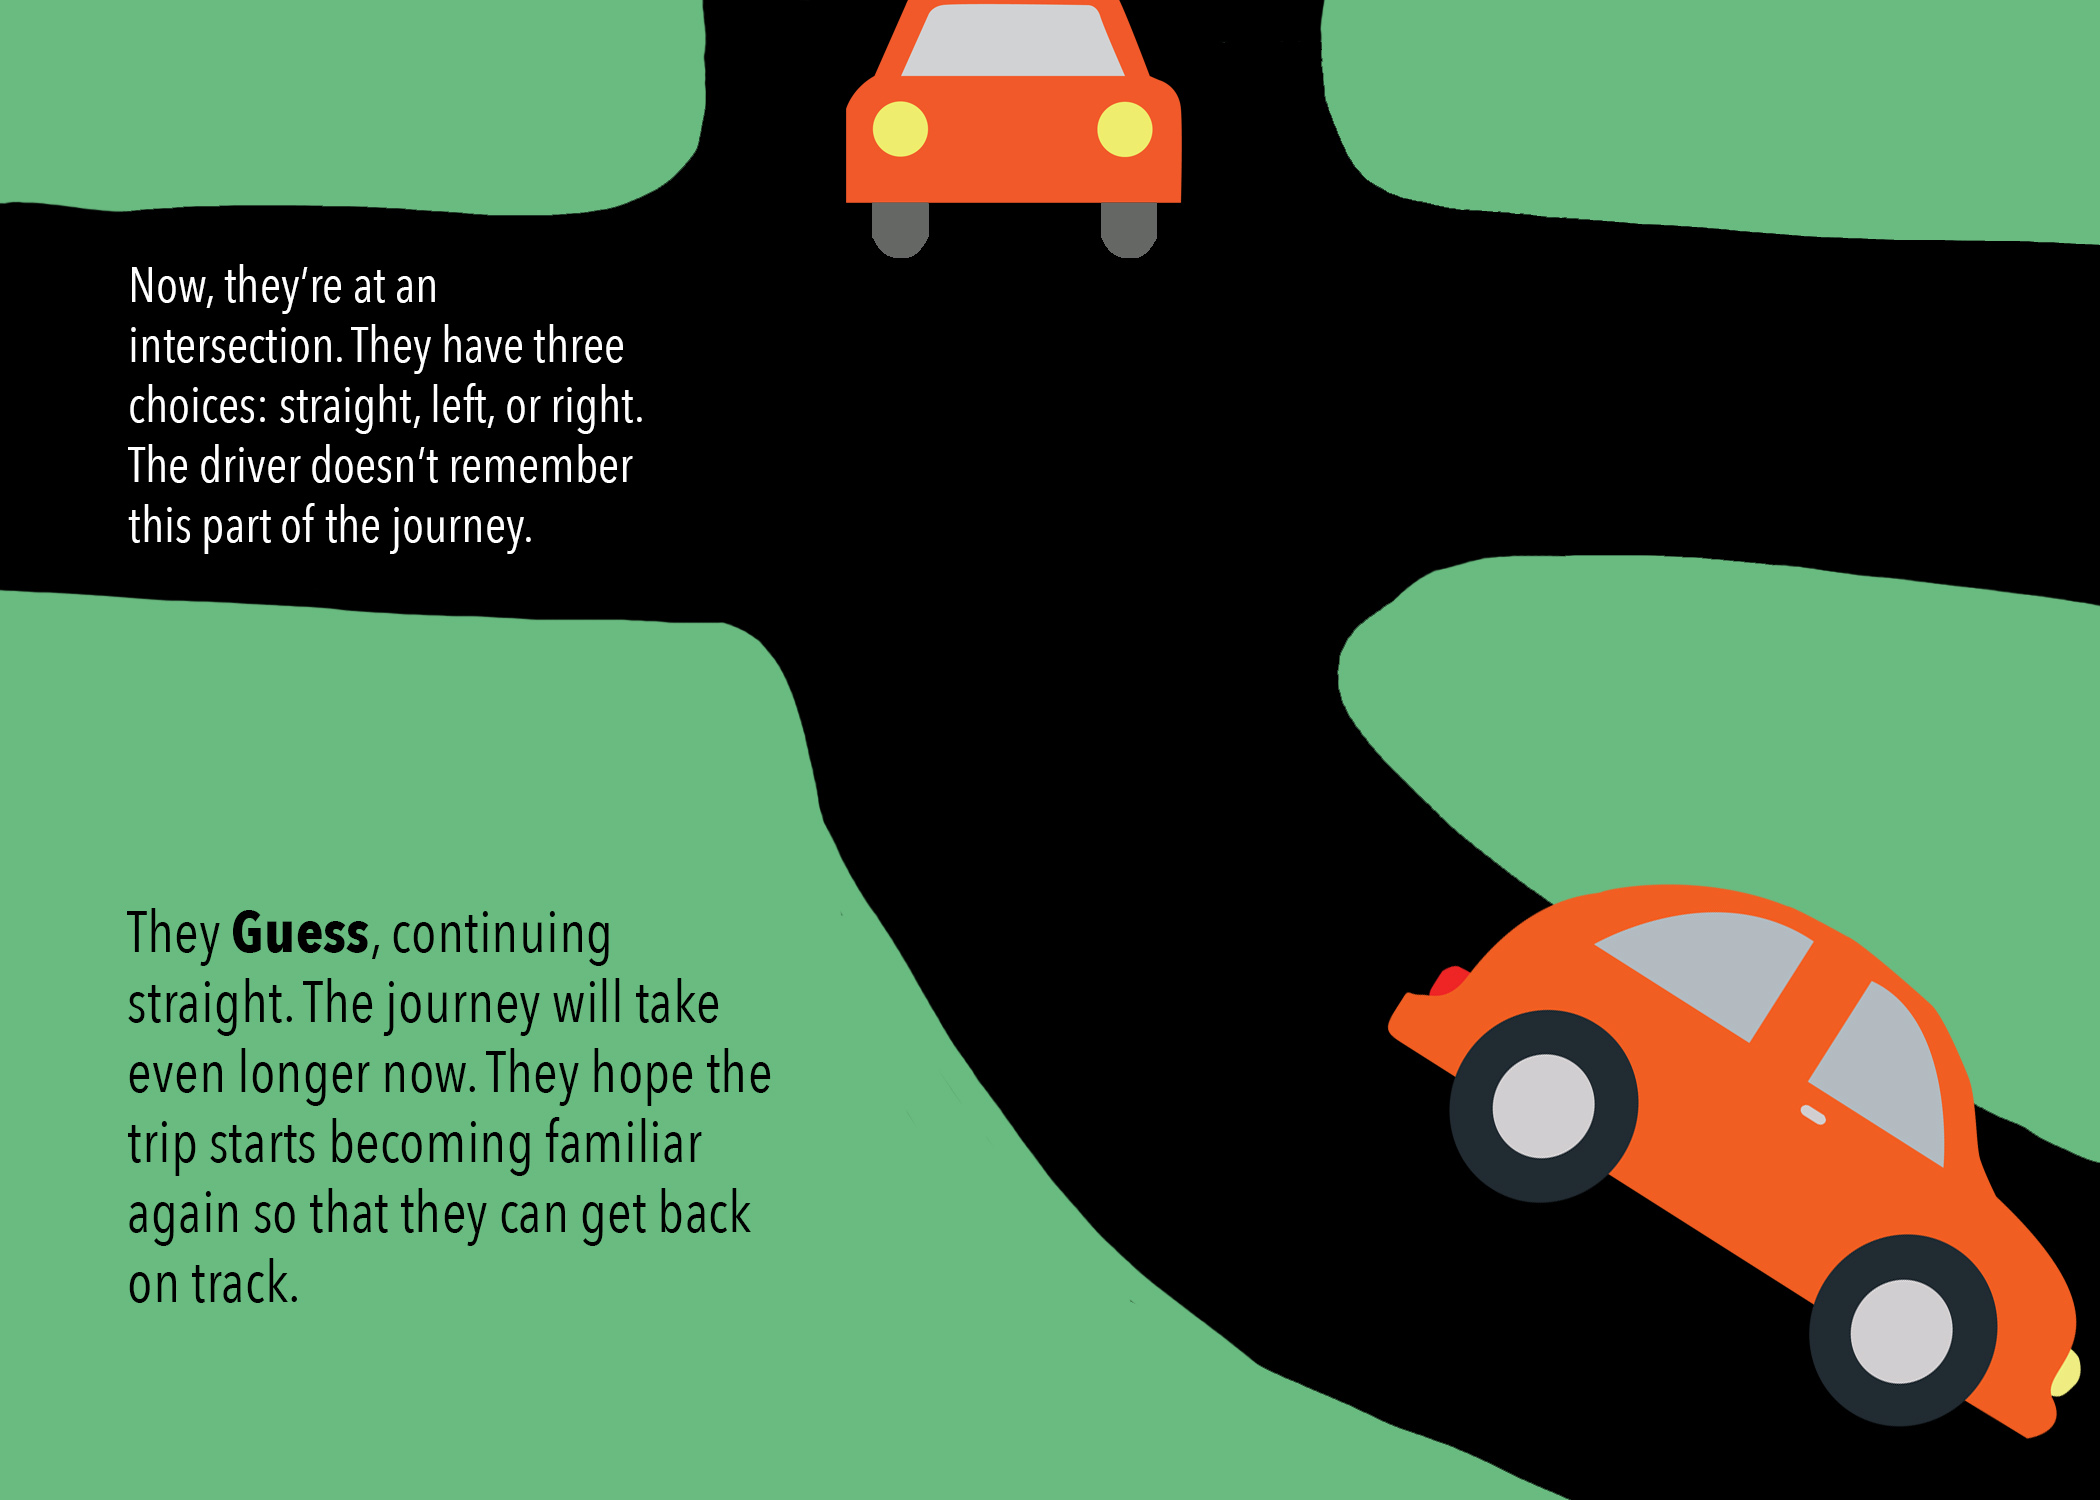 Now, they’re at an
intersection. They have three
choices: straight, left, or right.
The driver doesn’t remember
this part of the journey.
They Guess, continuing
straight. The journey will take
even longer now. They hope the
trip starts becoming familiar
again so that they can get back
on track.